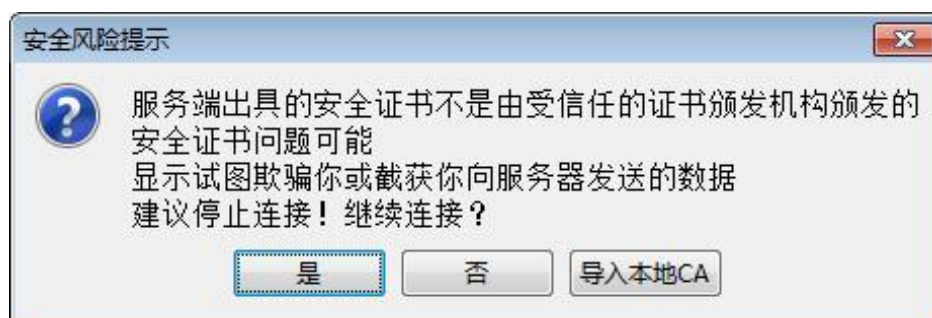 安全风险提示
服务端出具的安全证书不是由受信任的证书颁发机构颁发的
安全证书问题可能
显示试图欺骗你或截获你向服务器发送的数据
建议停止连接！继续连接？
是 否 导入本地CA